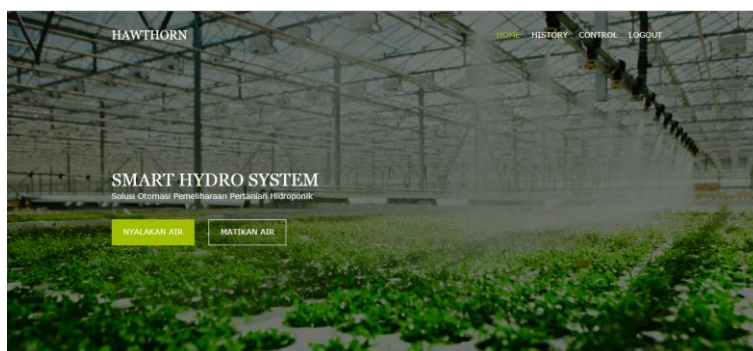 HAWTHORN
HOME HISTORY CONTROL LOGOUT
SMART HYDRO SYSTEM
Solusi Otomasi Pemeliharaan Pertanian Hidroponik
NYALAKAN AIR MATIKAN AIR